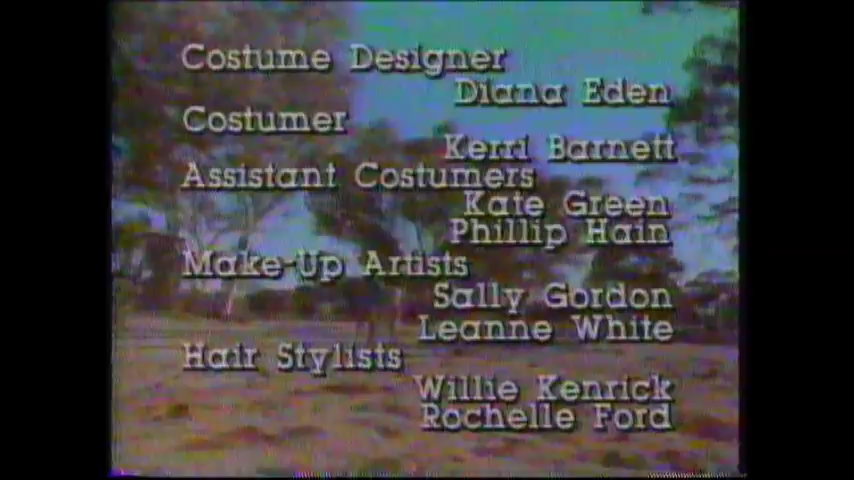 Costume Designer
Diana Eden
Costumer
Kerri Barnett
Assistant Costumers
Kate Green
Phillip Hain
Make-Up Artists
Sally Gordon
Leanne White
Hair Stylists
Willie Kenrick
Rochelle Ford